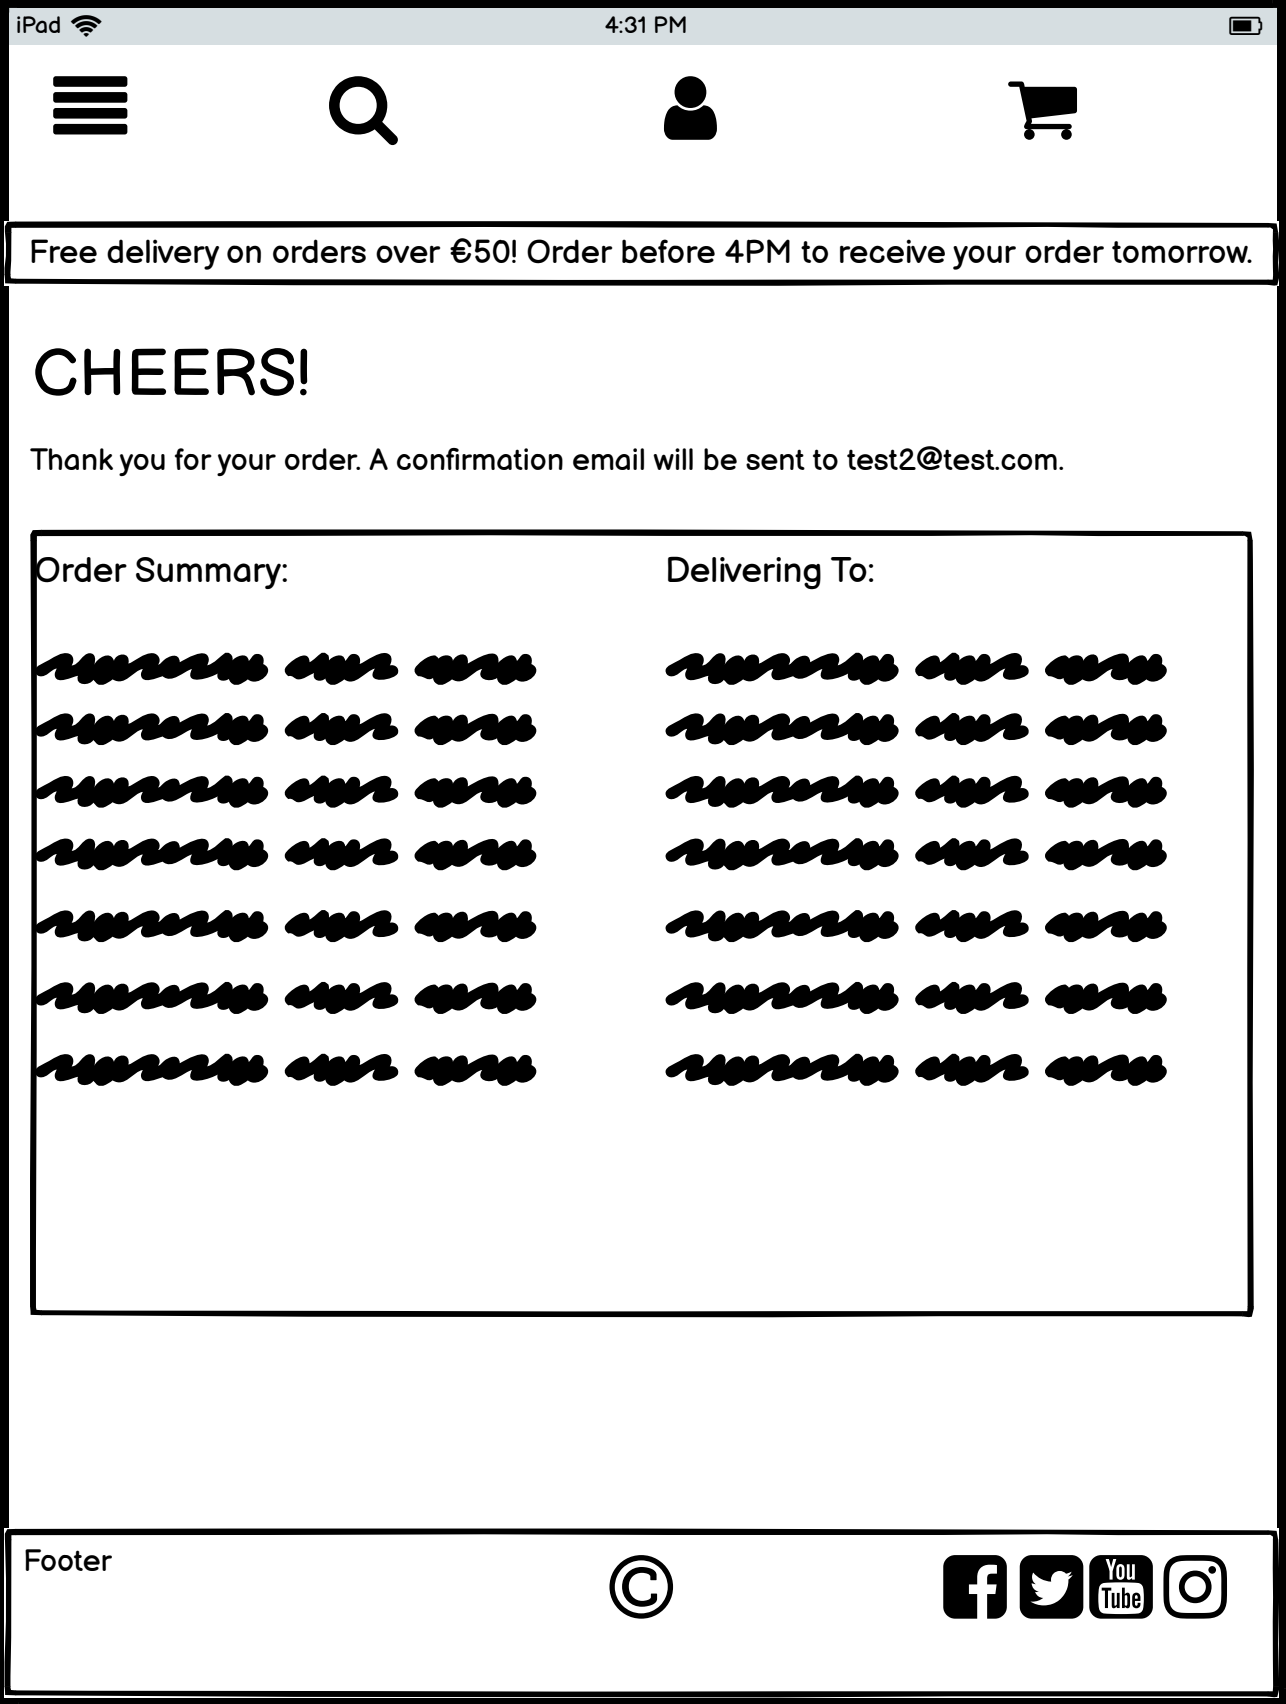 iPad 4:31 PM
Free delivery on orders over €50! Order before 4PM to receive your order tomorrow.
CHEERS!
Thank you for your order. A confirmation email will be sent to test2@test.com.
Order Summary:
Delivering To:
Footer
©
You
Tube